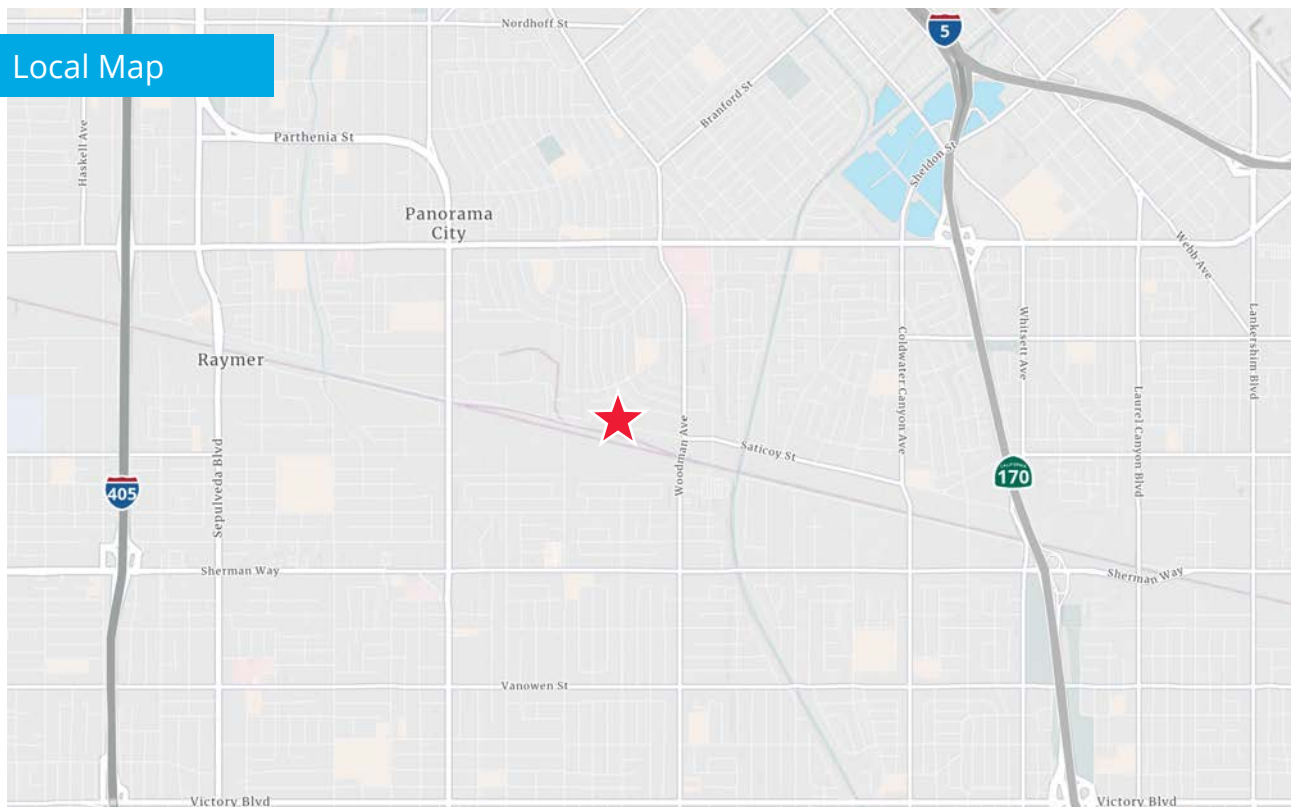 Nordhoff St
5
Local Map
Branford St
Haskell Ave
Parthenia St
Sheldon St
Panorama
City
Webb Ave
Whitsett Ave
Lankershim Blvd
Coldwater Canyon Ave
Raymer
Laurel Canyon Blvd
Woodman Ave
Saticoy St
Sepulveda Blvd
CALIFORNIA
170
405
Sherman Way
Sherman Way
Vanowen St
Victory Blvd
Victory Blvd